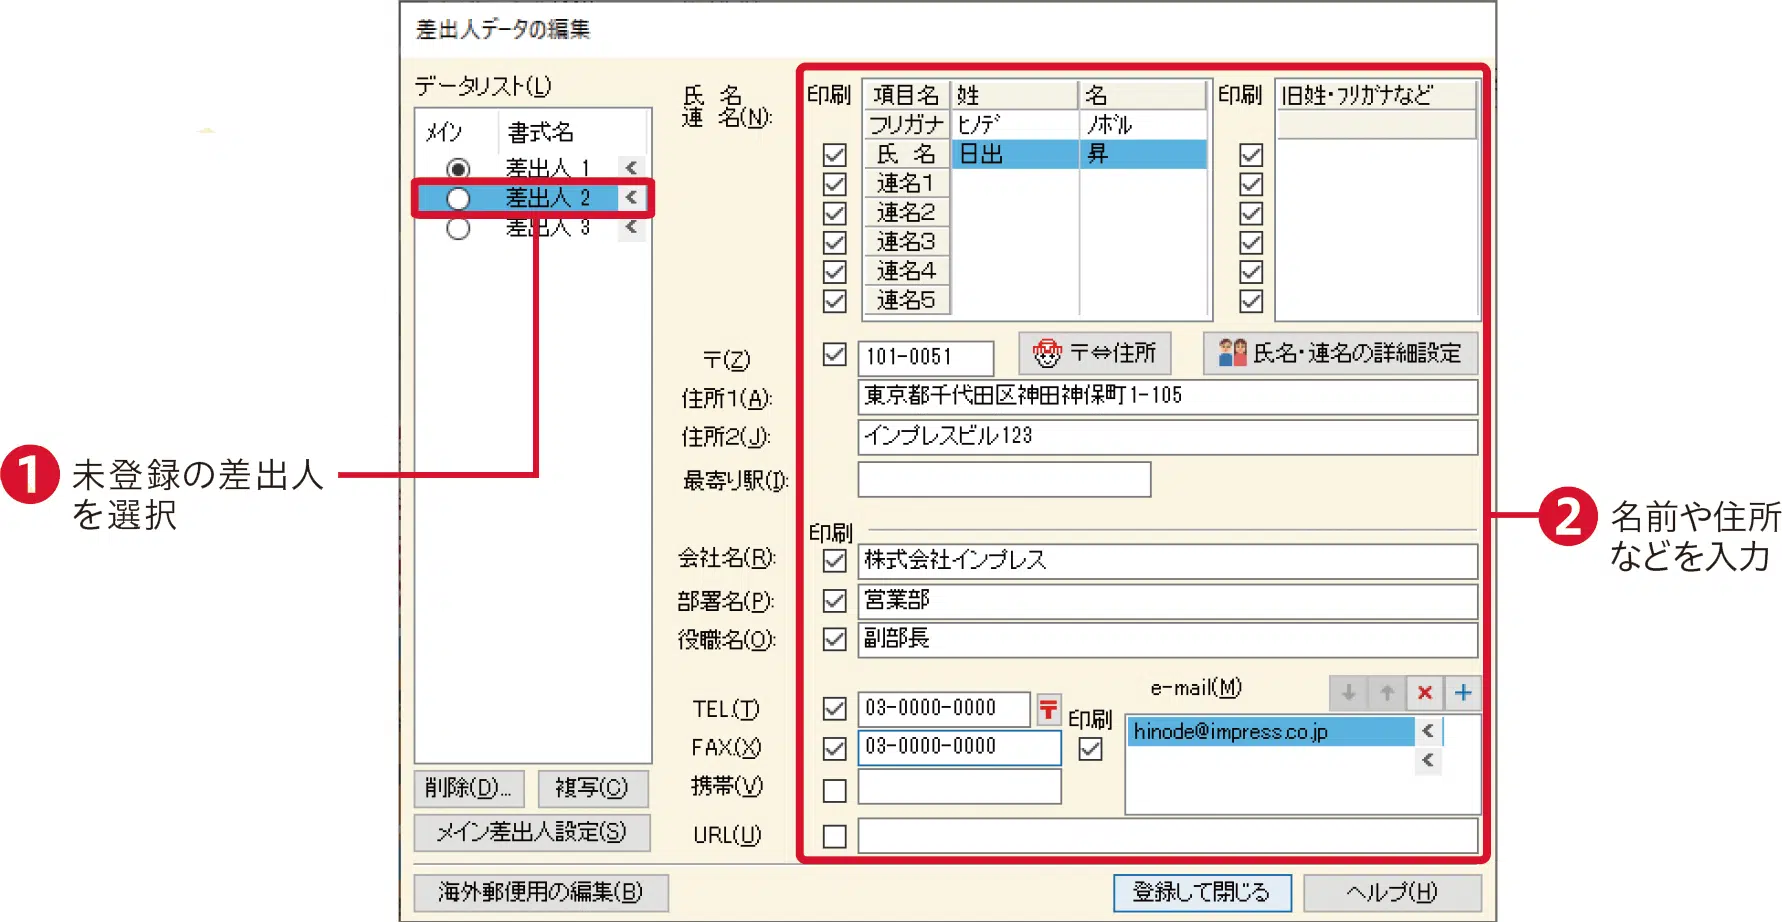 差出人データの編集
データリスト(L)
メイン 書式名
差出人 1 <
差出人 2 <
差出人 3 <
氏 名
連 名(N):
印刷 項目名 姓 名 印刷 旧姓・フリガナなど
フリガナ ヒノデ ノボル
氏 名 日出 昇
連名1
連名2
連名3
連名4
連名5
〒(Z) 101-0051 〒⇔住所 氏名・連名の詳細設定
住所1(A): 東京都千代田区神田神保町1-105
住所2(J): インプレスビル123
最寄り駅(I):
印刷
会社名(R): 株式会社インプレス
部署名(P): 営業部
役職名(O): 副部長
e-mail(M)
TEL.(T) 03-0000-0000 〒 印刷 hinode@impress.co.jp <
FAX.(X) 03-0000-0000 <
携帯(V)
URL(U)
削除(D)... 複写(C)
メイン差出人設定(S)
海外郵便用の編集(B) 登録して閉じる ヘルプ(H)
1 未登録の差出人
を選択
2 名前や住所
などを入力